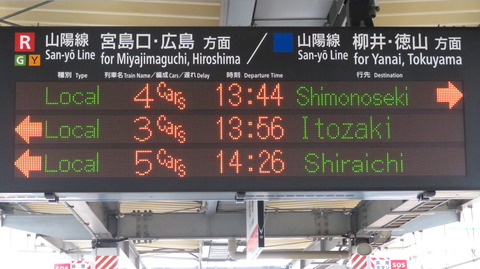 R 山陽線 宮島口・広島 方面 / 山陽線 柳井・徳山 方面
G Y San-yō Line for Miyajimaguchi, Hiroshima San-yō Line for Yanai, Tokuyama
種別 Type 列車名 Train Name/編成 Cars/遅れ Delay 時刻 Departure Time 行先 Destination
Local 4 Cars 13:44 Shimonoseki →
← Local 3 Cars 13:56 Itozaki
← Local 5 Cars 14:26 Shiraichi
SOS SOS